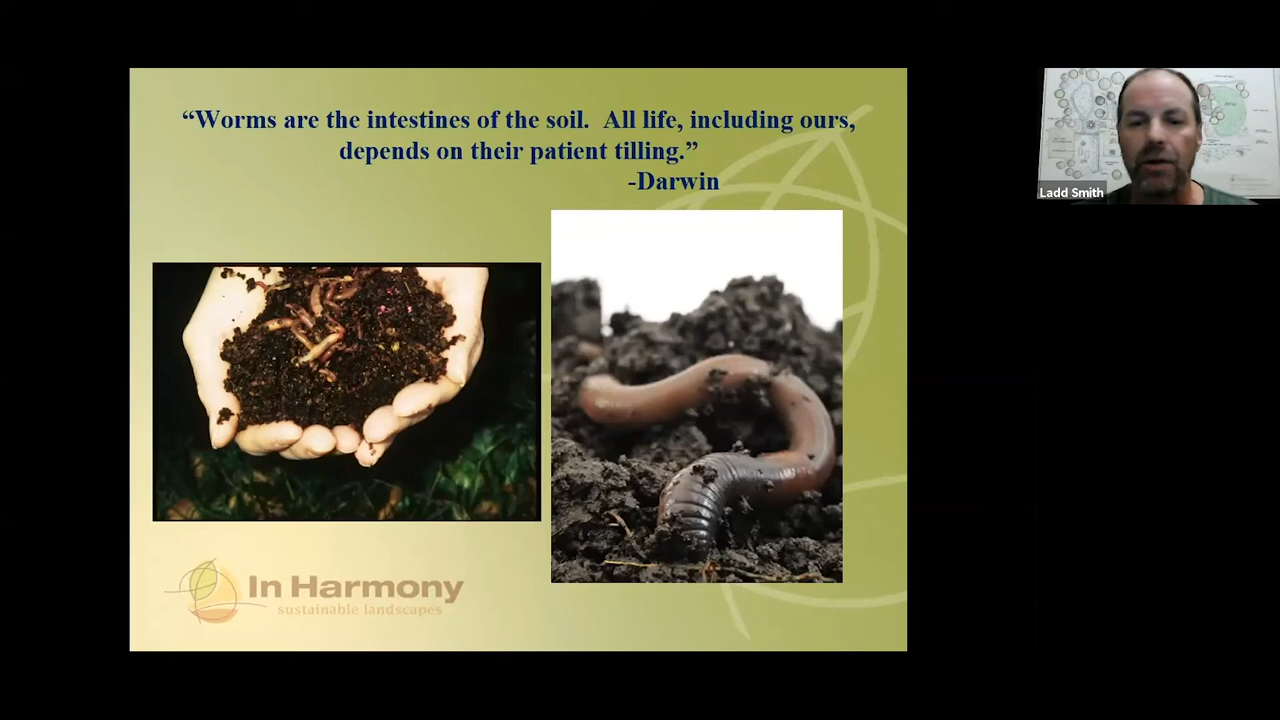 “Worms are the intestines of the soil.  All life, including ours,
depends on their patient tilling.”
-Darwin
Ladd Smith
In Harmony
sustainable landscapes